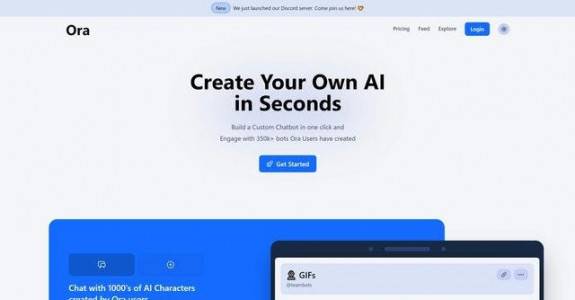 New We just launched our Discord server. Come join us here! 🥳
Ora
Pricing Feed Explore Login
Create Your Own AI
in Seconds
Build a Custom Chatbot in one click and
Engage with 350k+ bots Ora Users have created
Get Started
Chat with 1000's of AI Characters
created by Ora users
GIFs
@teambots